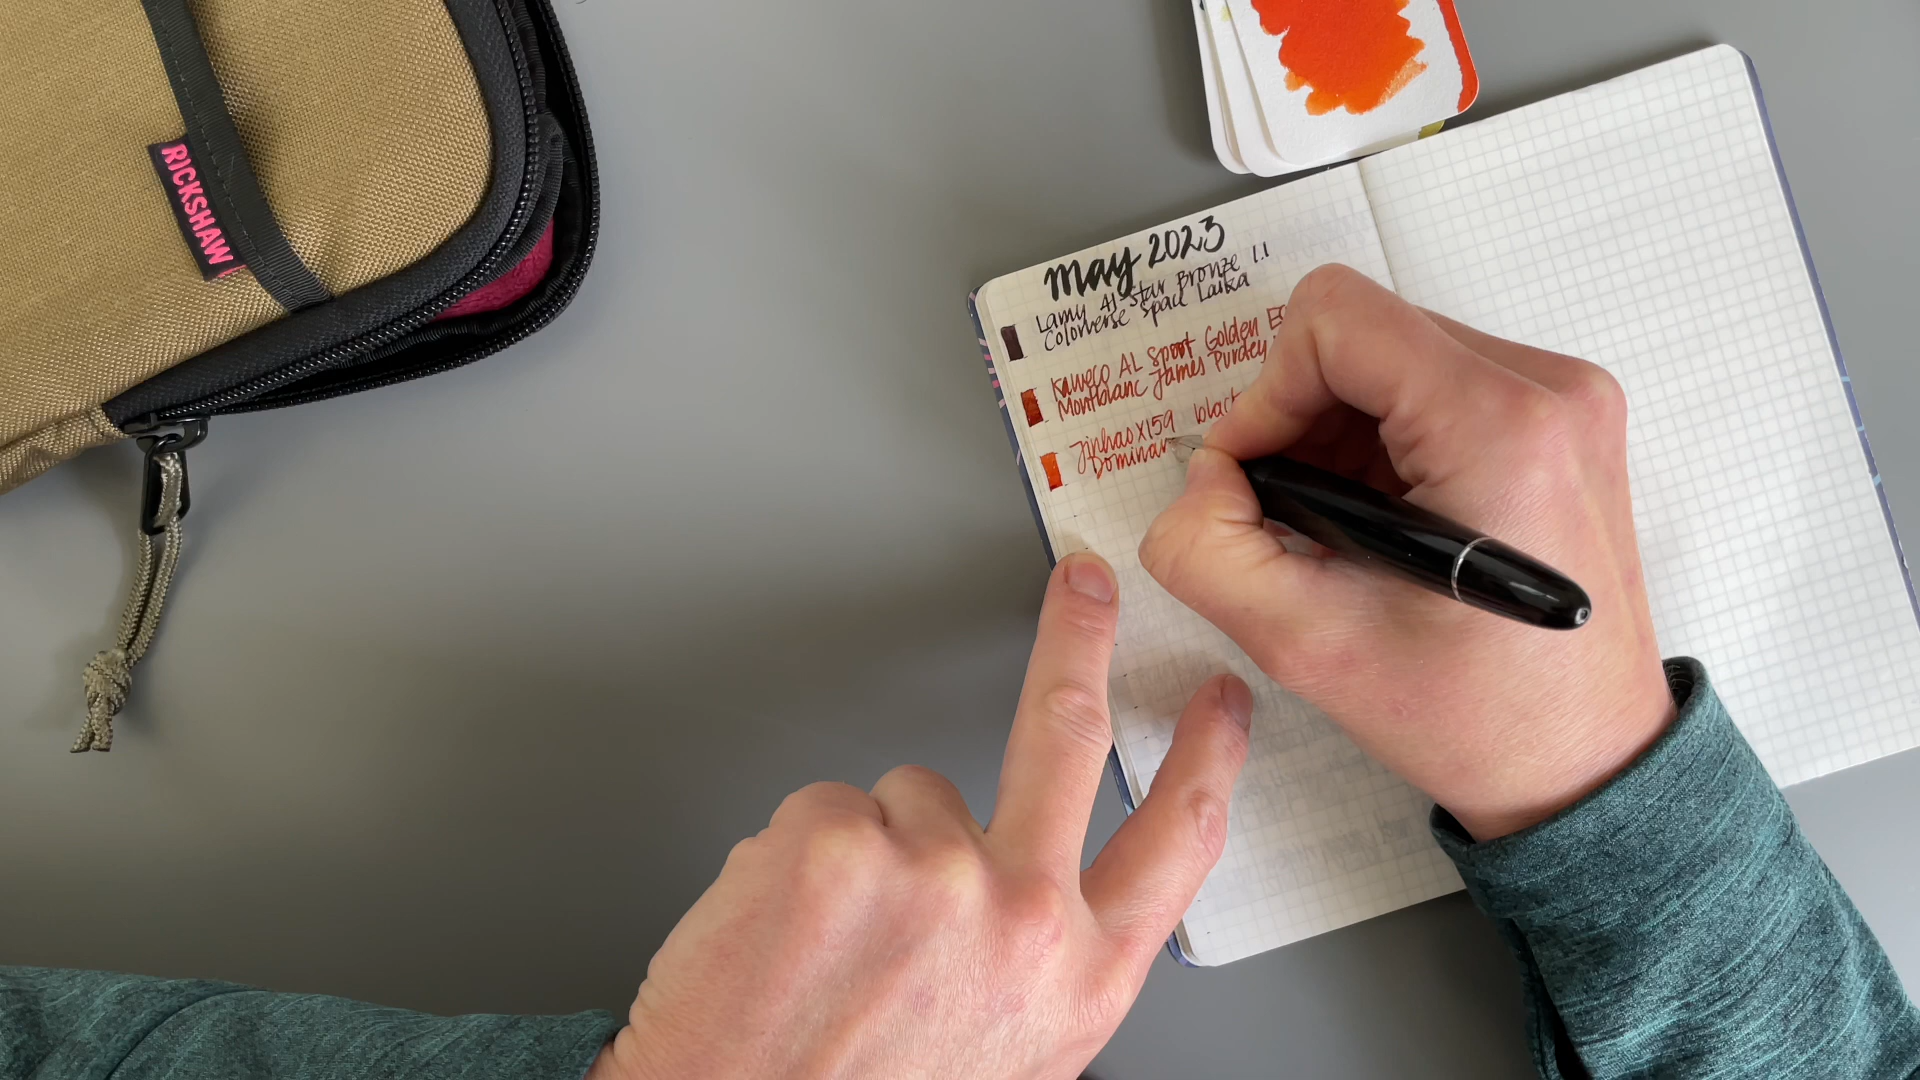 RICKSHAW
May 2023
Lamy Al-Star Bronze 1.1
Colorverse Space Laika
Kaweco AL Sport Golden
Montblanc James Purdey
Jinhao X159 black
Dominan